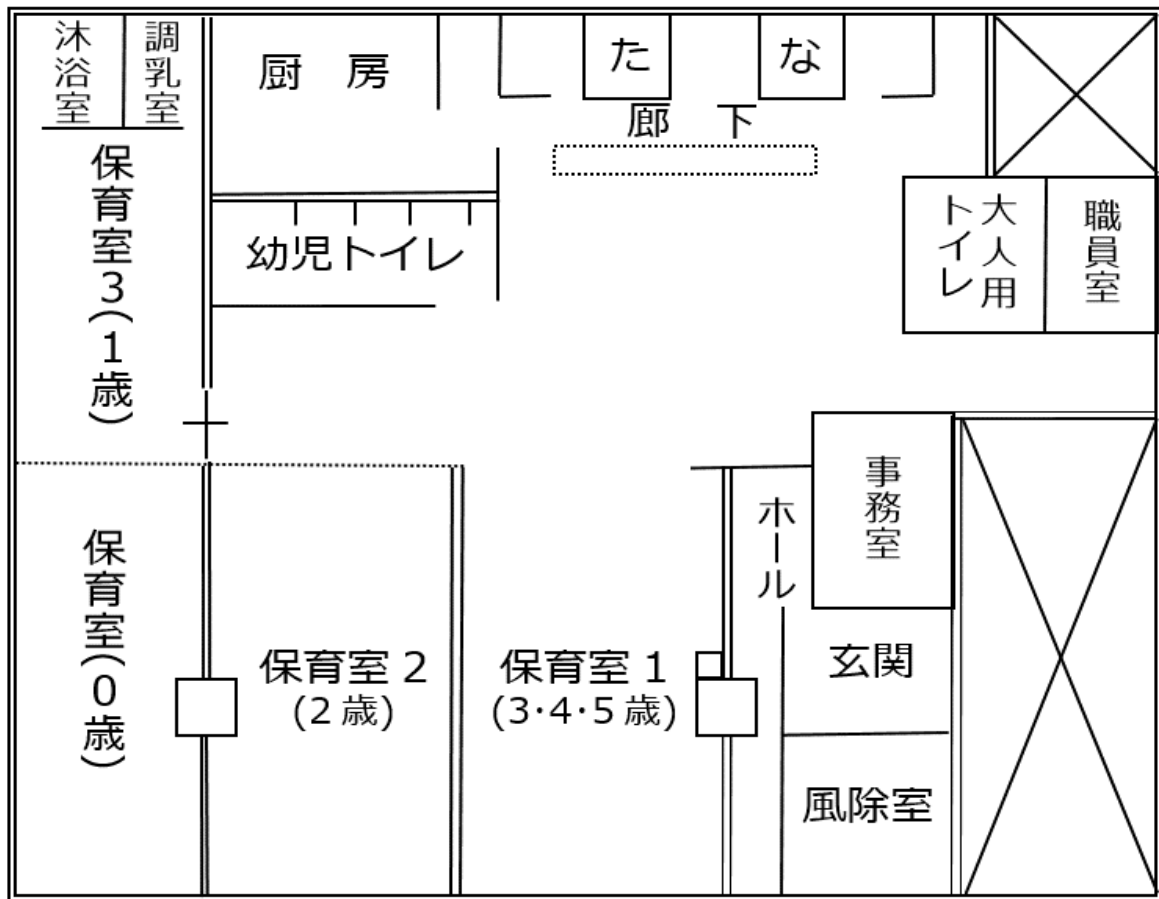 沐浴室
調乳室
厨 房
た
な
廊 下
保育室3(1歳)
幼児トイレ
大人用
トイレ
職員室
事務室
ホール
保育室(0歳)
保育室2
(2歳)
保育室1
(3・4・5歳)
玄関
風除室